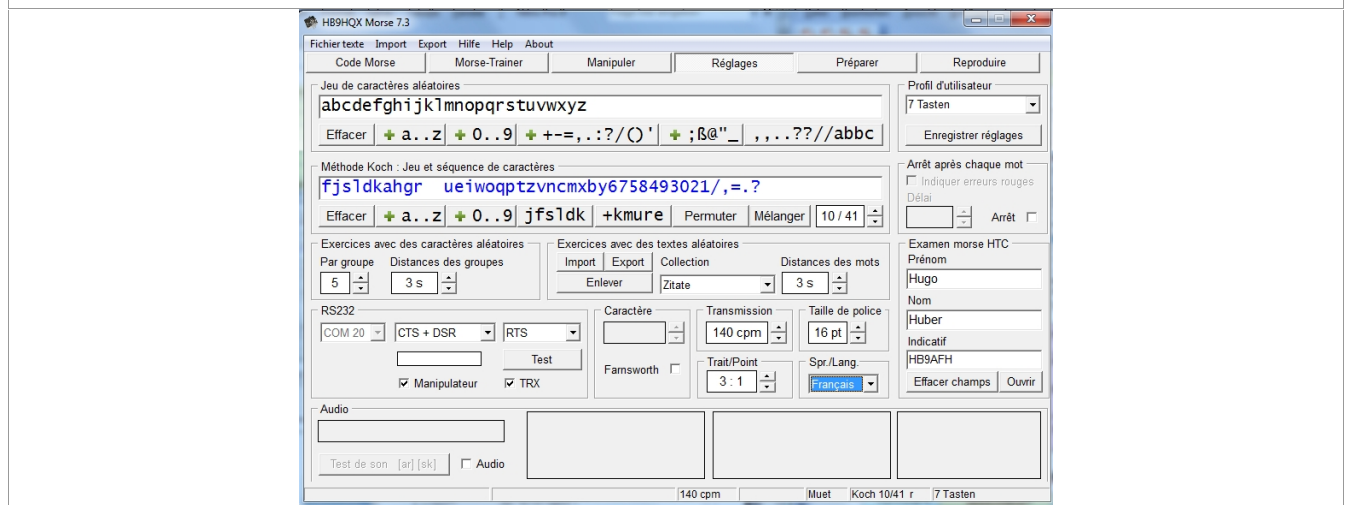 HB9HQX Morse 7.3
Fichier texte Import Export Hilfe Help About
Code Morse Morse-Trainer Manipuler Réglages Préparer Reproduire
Jeu de caractères aléatoires
abcdefghijklmnopqrstuvwxyz
Effacer + a..z + 0..9 + +-=,.:?/()' + ;ß@"_ ,,..??//abbc
Profil d'utilisateur
7 Tasten
Enregistrer réglages
Méthode Koch : Jeu et séquence de caractères
fjsldkahgr ueiwoqptzvncmxby6758493021/,=.?
Effacer + a..z + 0..9 jfsldk +kmure Permuter Mélanger 10 / 41
Arrêt après chaque mot
Indiquer erreurs rouges
Délai
Arrêt
Exercices avec des caractères aléatoires
Par groupe Distances des groupes
5 3 s
Exercices avec des textes aléatoires
Import Export Collection Distances des mots
Enlever Zitate 3 s
Examen morse HTC
Prénom
Hugo
Nom
Huber
Indicatif
HB9AFH
Effacer champs Ouvrir
RS232
COM 20 CTS + DSR RTS
Test
Manipulateur TRX
Caractère
Farnsworth
Transmission
140 cpm
Taille de police
16 pt
Trait/Point
3 : 1
Spr./Lang.
Français
Audio
Test de son [ar] [sk] Audio
140 cpm Muet Koch 10/41 r 7 Tasten